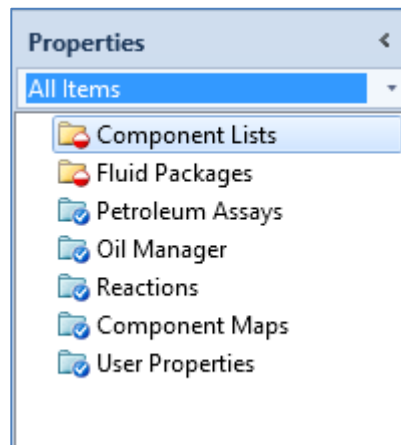 Properties
All Items
Component Lists
Fluid Packages
Petroleum Assays
Oil Manager
Reactions
Component Maps
User Properties